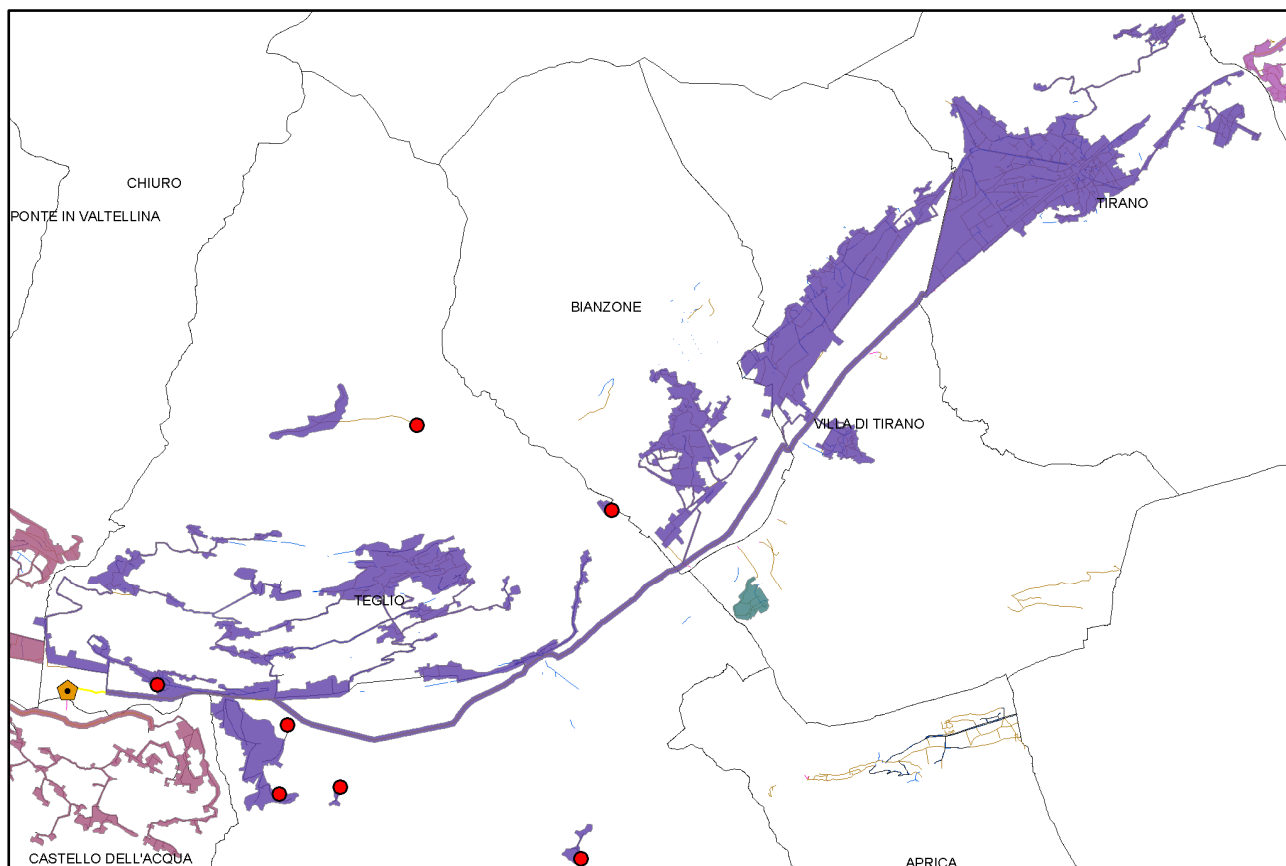 CHIURO
PONTE IN VALTELLINA
TIRANO
BIANZONE
VILLA DI TIRANO
TEGLIO
CASTELLO DELL'ACQUA
APRICA